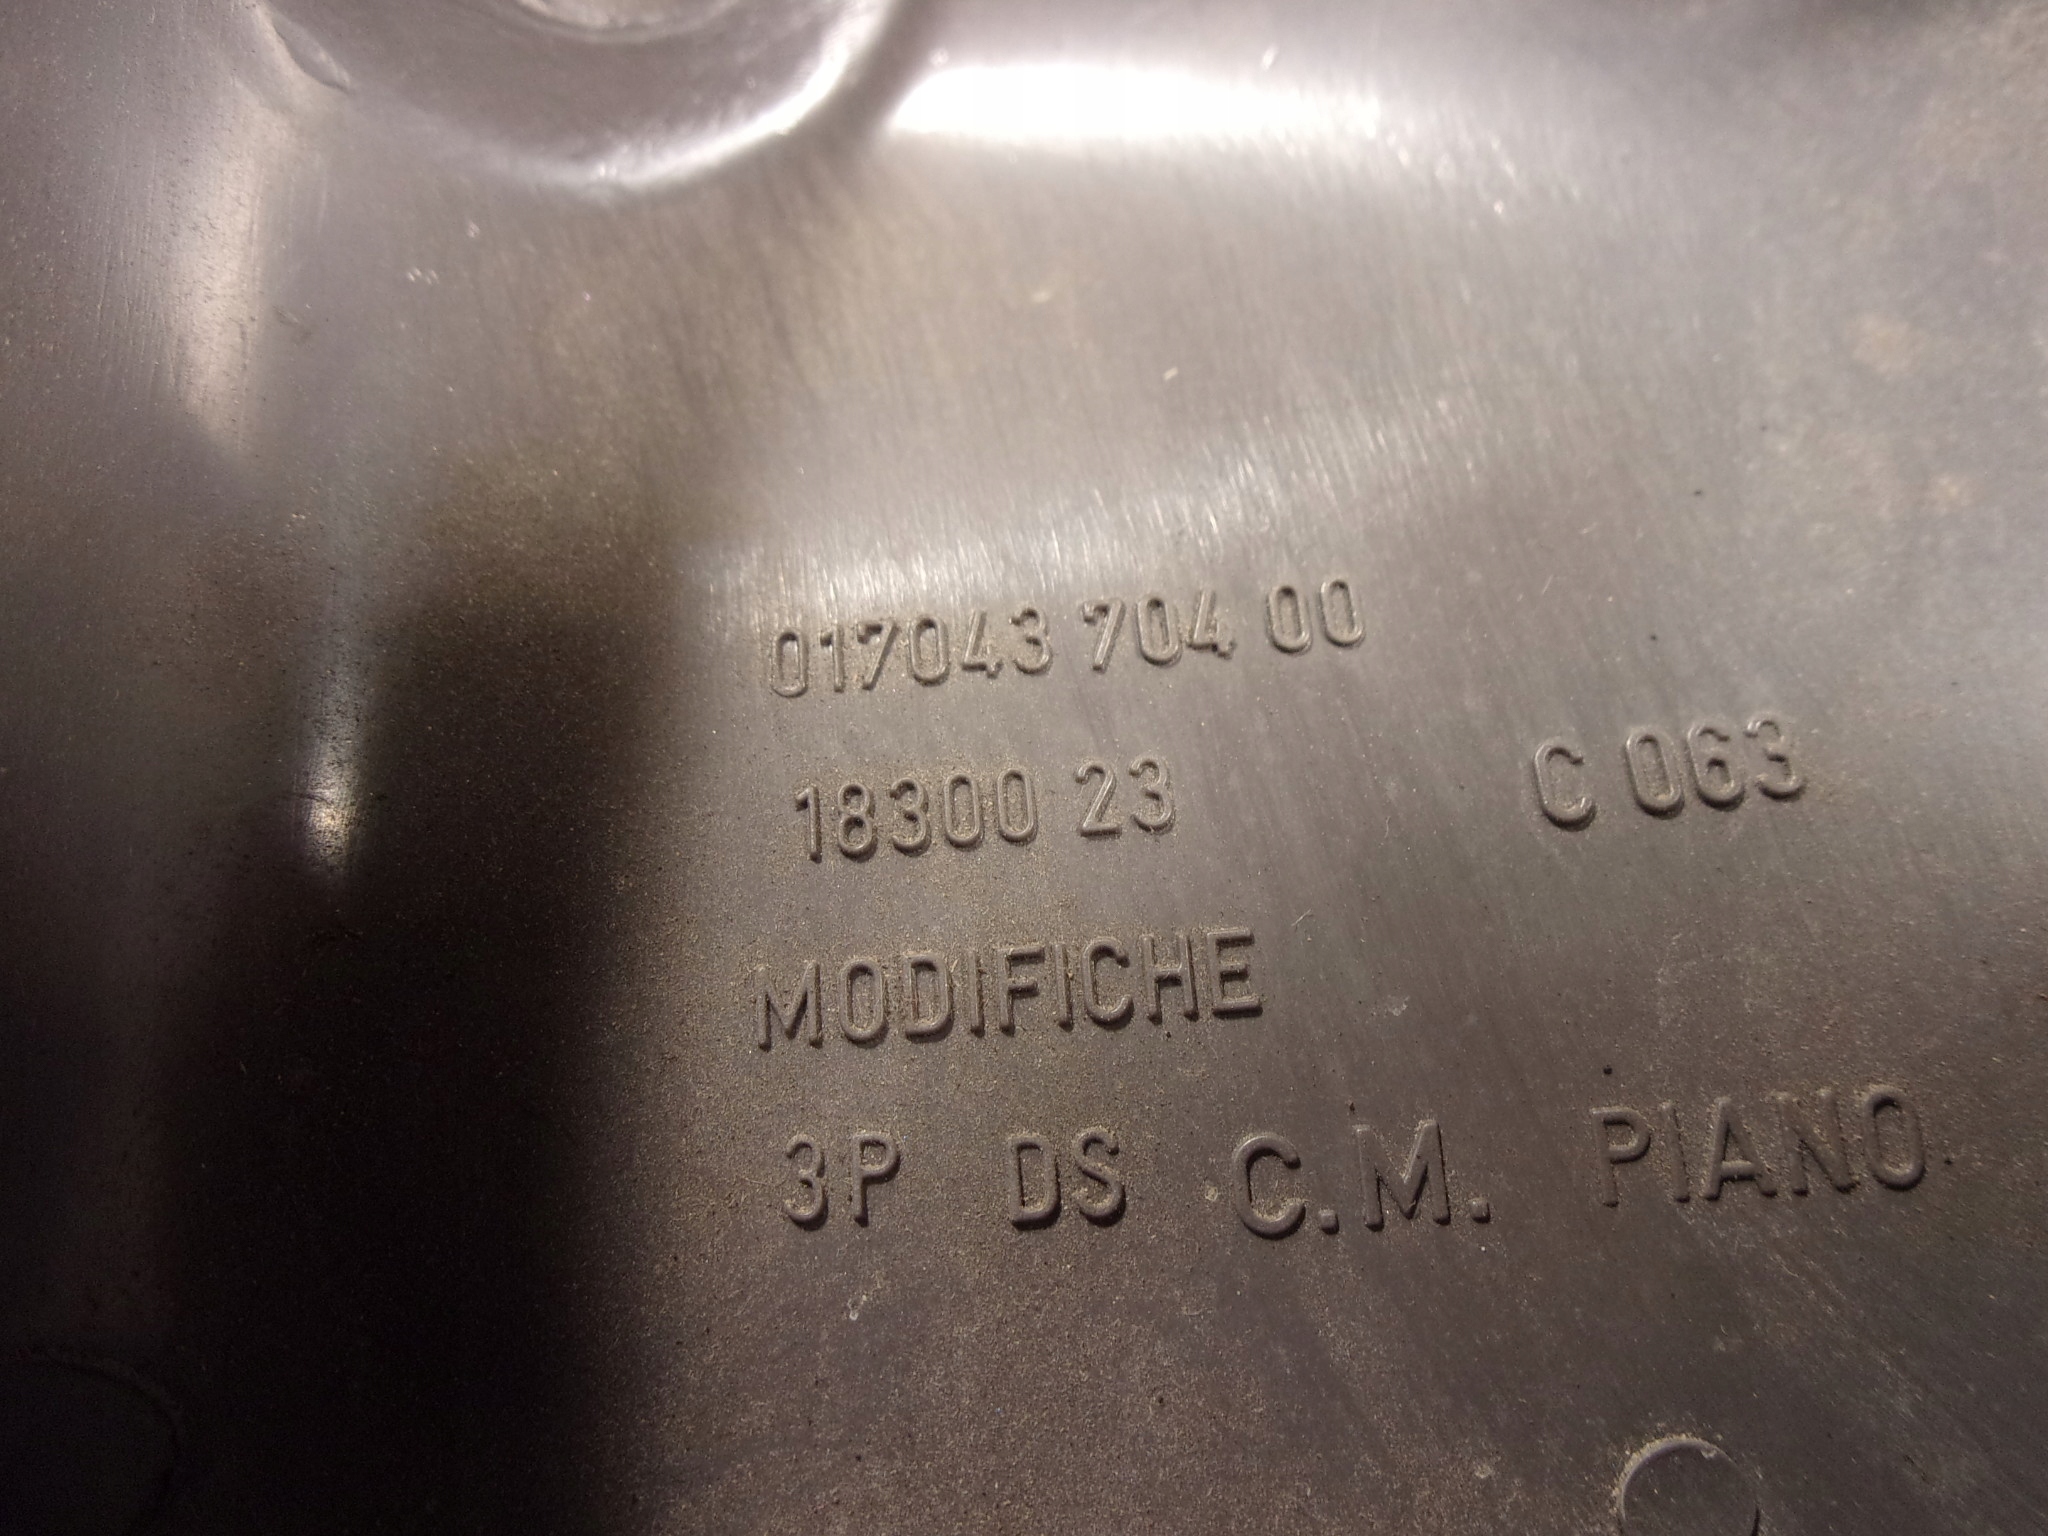 017043 704 00
18300 23 C 063
MODIFICHE
3P DS C.M. PIANO